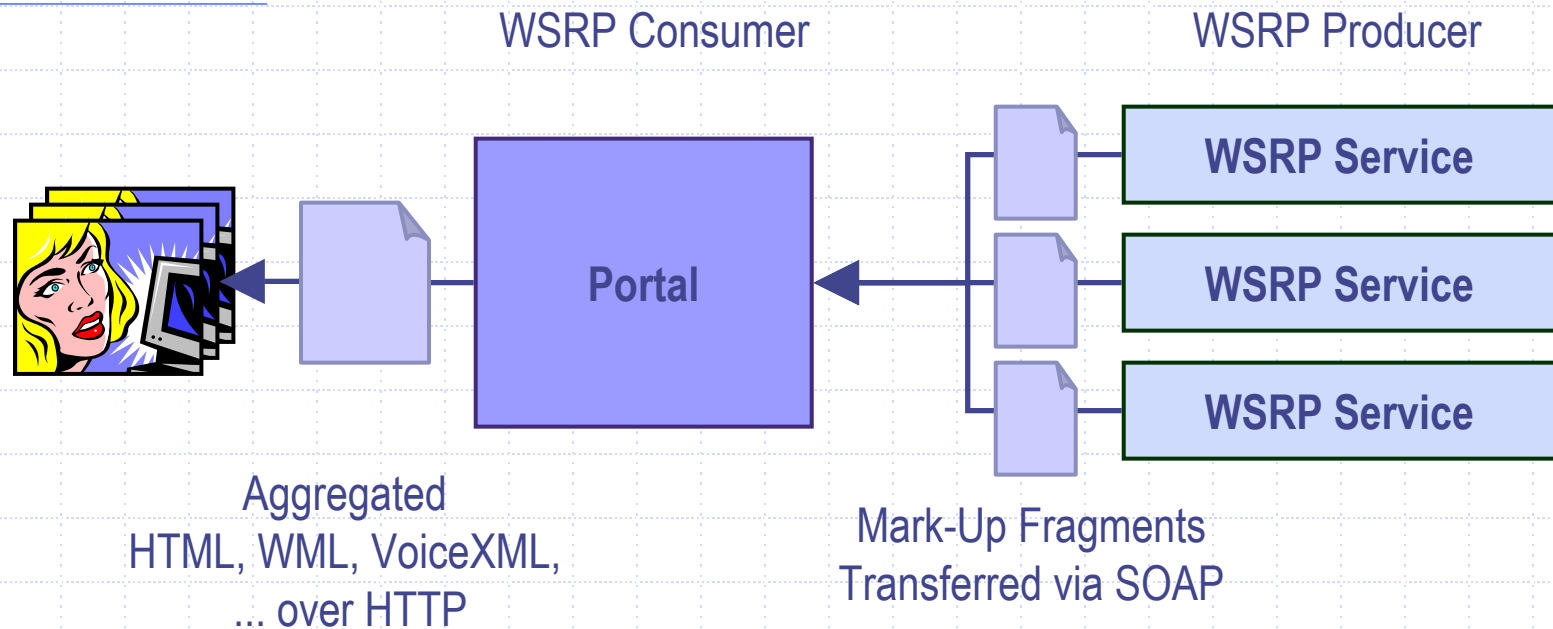 WSRP Consumer
WSRP Producer
WSRP Service
Portal
WSRP Service
WSRP Service
Aggregated
HTML, WML, VoiceXML,
... over HTTP
Mark-Up Fragments
Transferred via SOAP